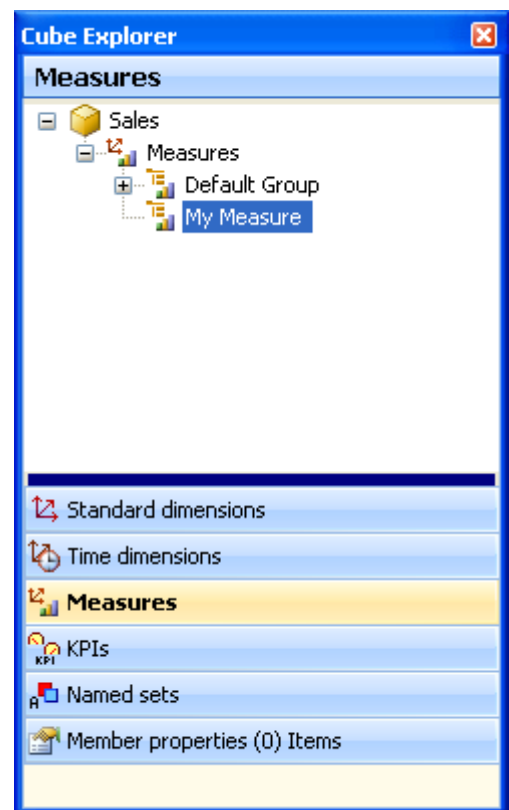 Cube Explorer
Measures
Sales
Measures
Default Group
My Measure
Standard dimensions
Time dimensions
Measures
KPI KPIs
A Named sets
Member properties (0) Items